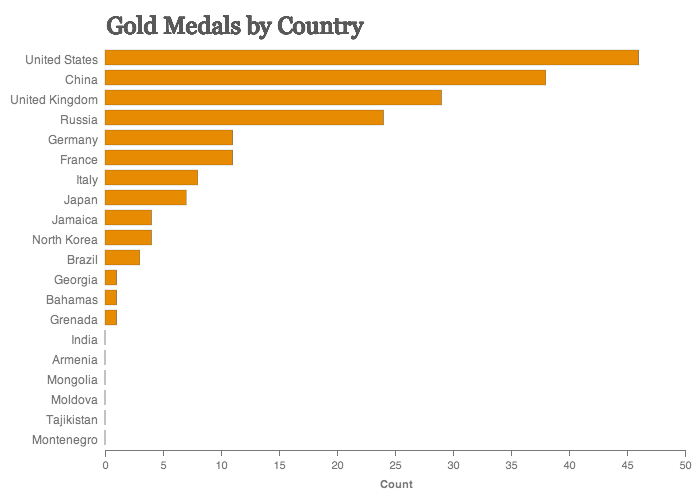 Gold Medals by Country
United States
China
United Kingdom
Russia
Germany
France
Italy
Japan
Jamaica
North Korea
Brazil
Georgia
Bahamas
Grenada
India
Armenia
Mongolia
Moldova
Tajikistan
Montenegro
0 5 10 15 20 25 30 35 40 45 50
Count